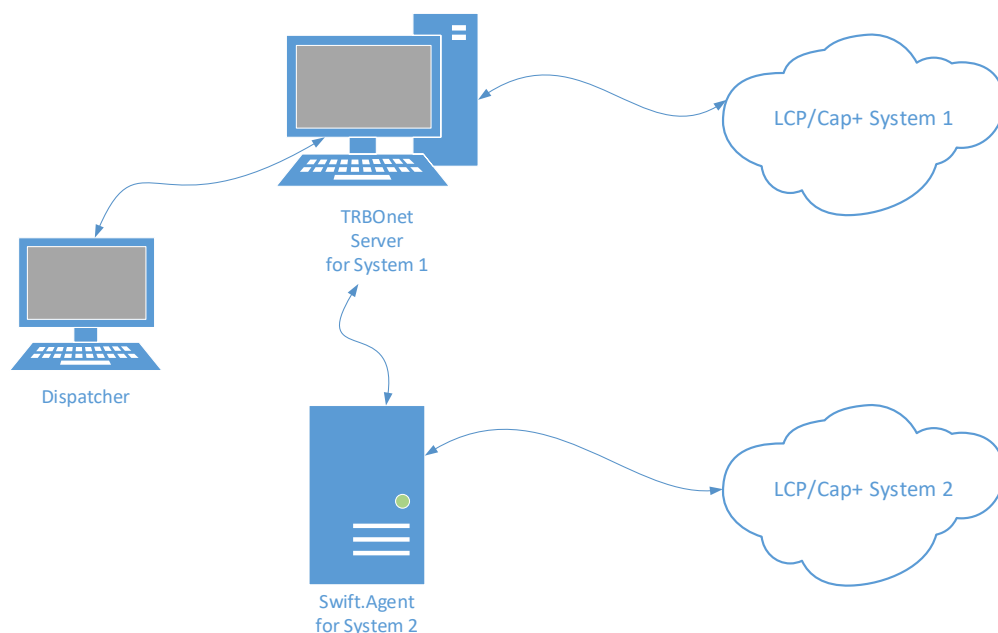 LCP/Cap+ System 1
TRBOnet
Server
for System 1
Dispatcher
LCP/Cap+ System 2
Swift.Agent
for System 2